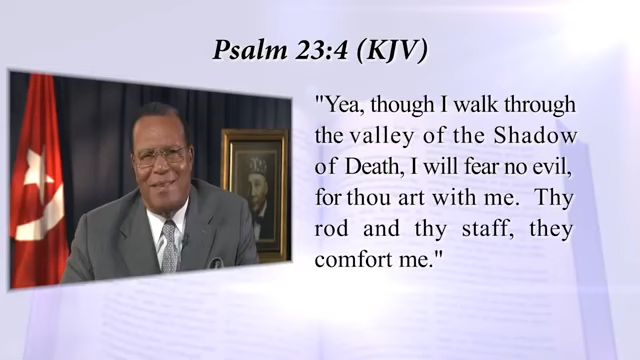 Psalm 23:4 (KJV)
"Yea, though I walk through
the valley of the Shadow
of Death, I will fear no evil,
for thou art with me. Thy
rod and thy staff, they
comfort me."